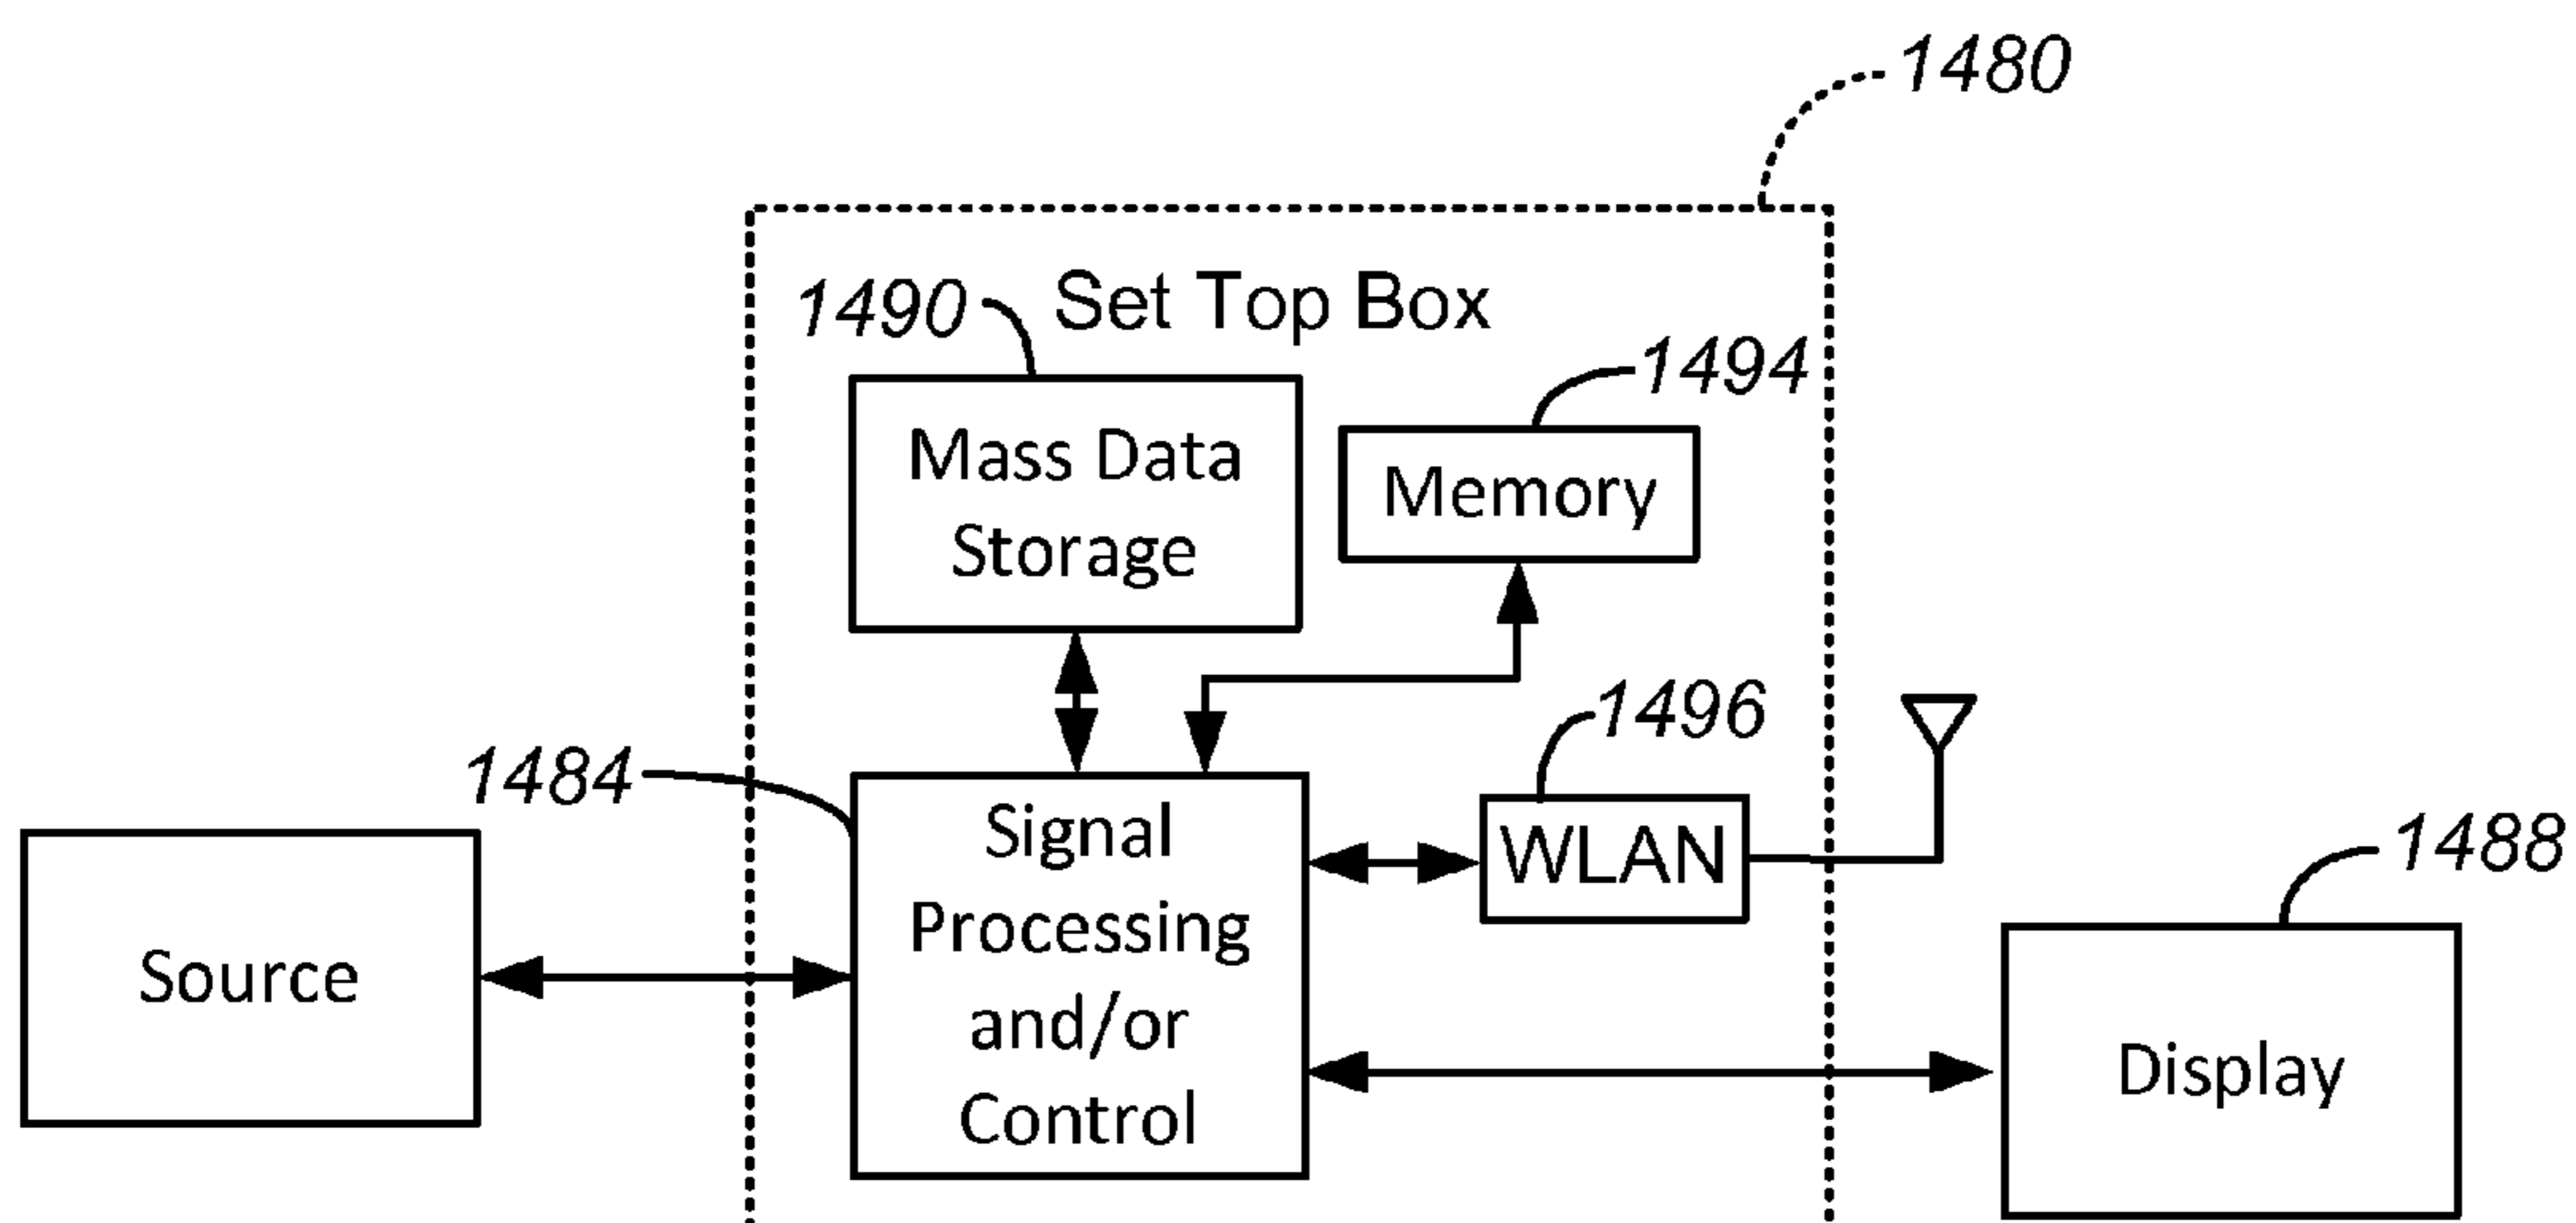 1480
Set Top Box
1490
1494
Mass Data
Storage
Memory
1496
1484
Signal
Processing
and/or
Control
WLAN
1488
Source
Display